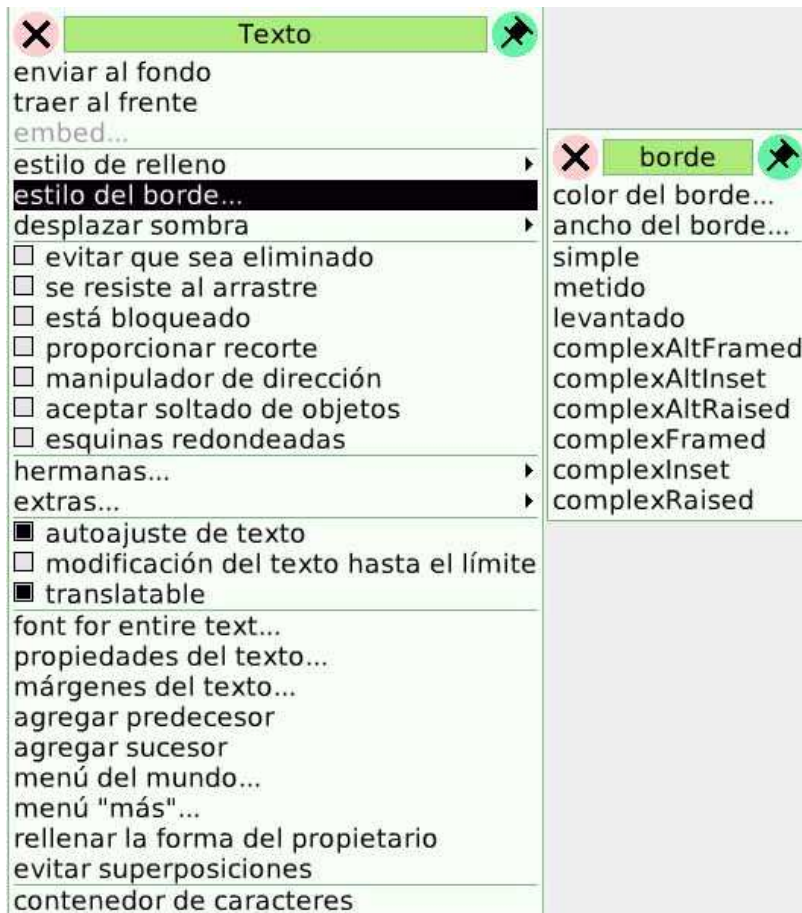 Texto
enviar al fondo
traer al frente
embed...
estilo de relleno
estilo del borde...
desplazar sombra
evitar que sea eliminado
se resiste al arrastre
está bloqueado
proporcionar recorte
manipulador de dirección
aceptar soltado de objetos
esquinas redondeadas
hermanas...
extras...
autoajuste de texto
modificación del texto hasta el límite
translatable
font for entire text...
propiedades del texto...
márgenes del texto...
agregar predecesor
agregar sucesor
menú del mundo...
menú "más"...
rellenar la forma del propietario
evitar superposiciones
contenedor de caracteres
borde
color del borde...
ancho del borde...
simple
metido
levantado
complexAltFramed
complexAltInset
complexAltRaised
complexFramed
complexInset
complexRaised